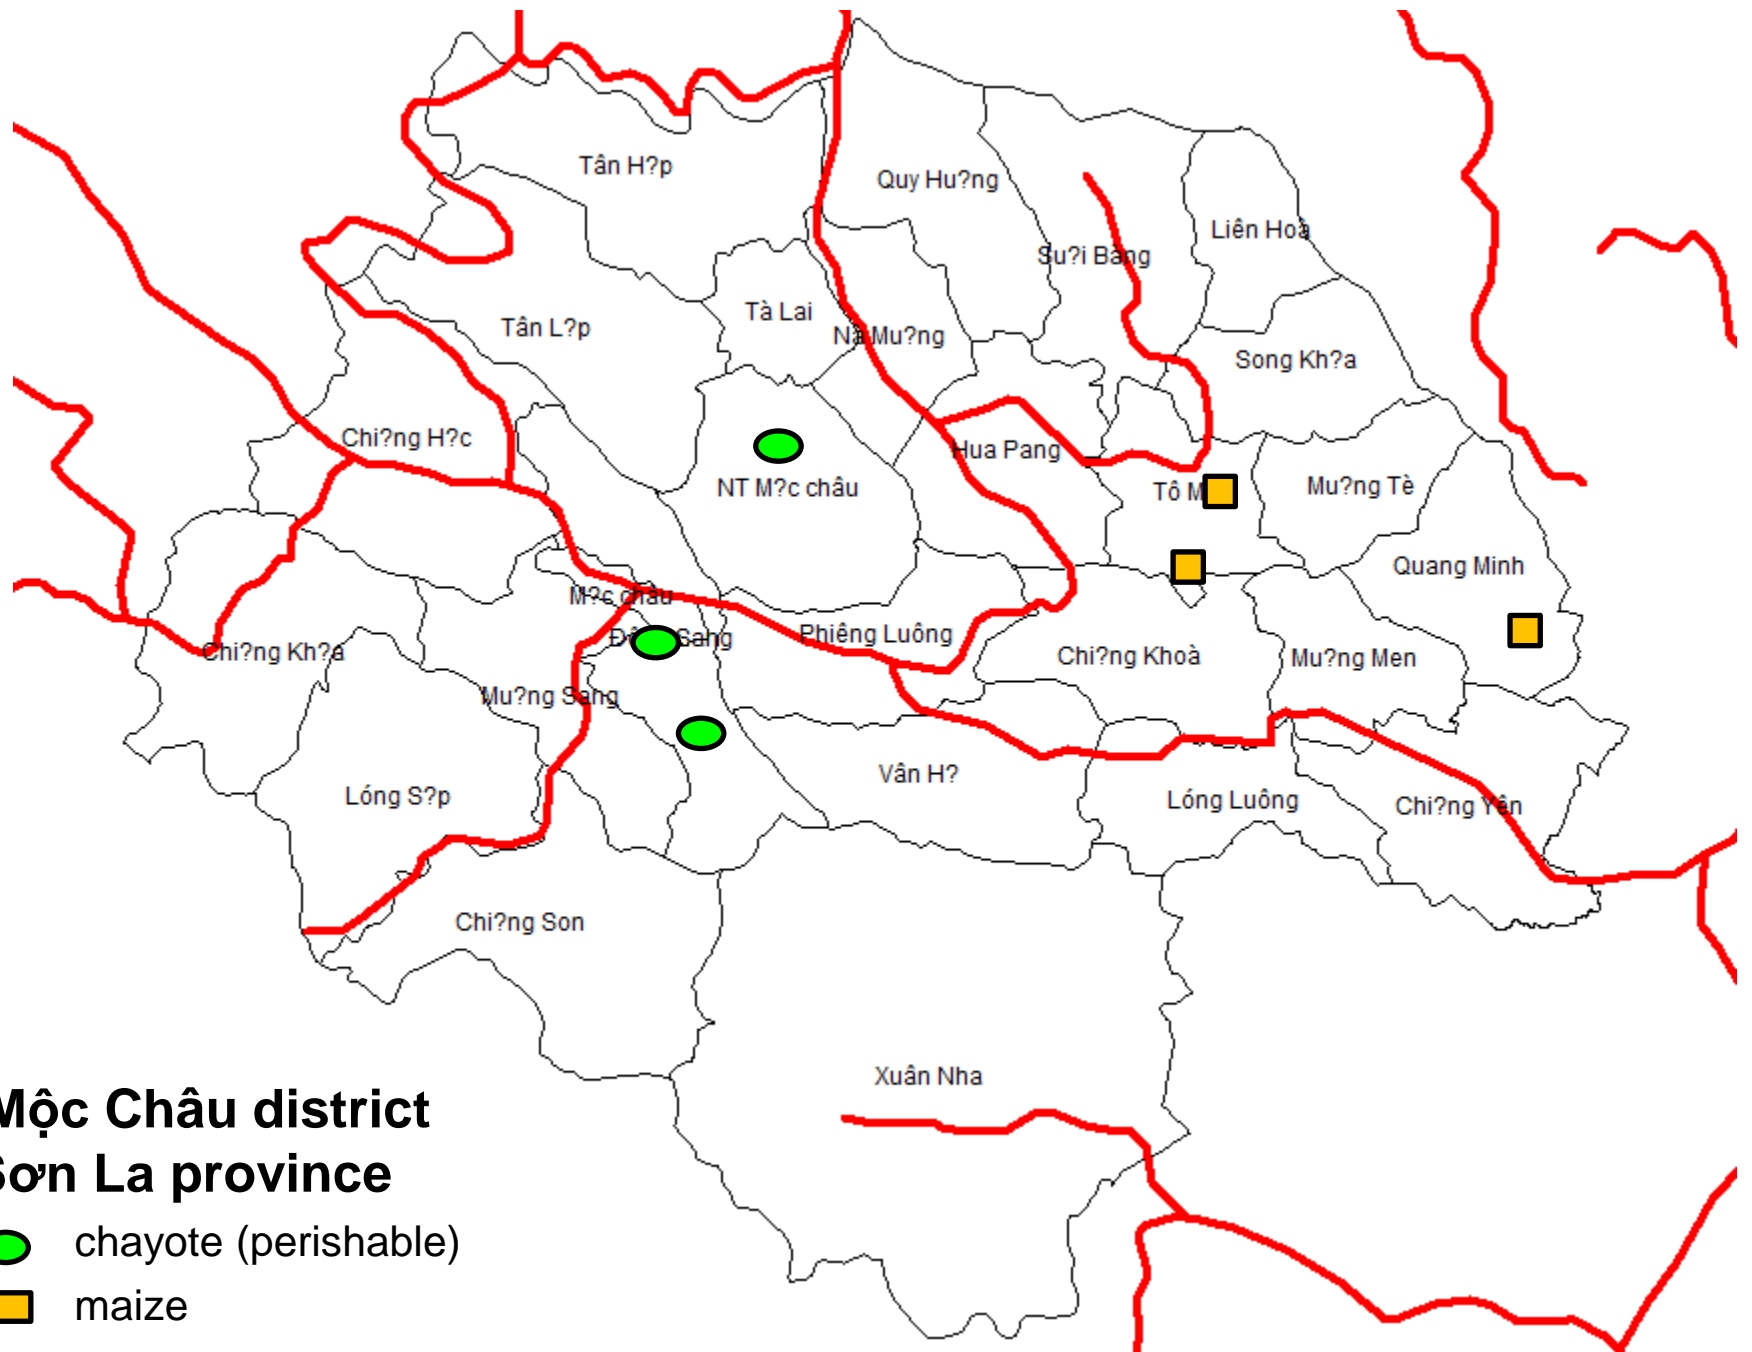 Tân H?p
Quy Hu?ng
Liên Hoà
Su?i Bàng
Tà Lai
Tân L?p
Nà Mu?ng
Song Kh?a
Chi?ng H?c
Hua Pang
NT M?c châu
Tô M
Mu?ng Tè
Quang Minh
M?c châu
Phiêng Luông
Sang
Chi?ng Kh?a
Chi?ng Khoà
Mu?ng Men
Mu?ng Sang
Vân H?
Lóng S?p
Lóng Luông
Chi?ng Yên
Chi?ng Son
Xuân Nha
Mộc Châu district
Sơn La province
chayote (perishable)
maize